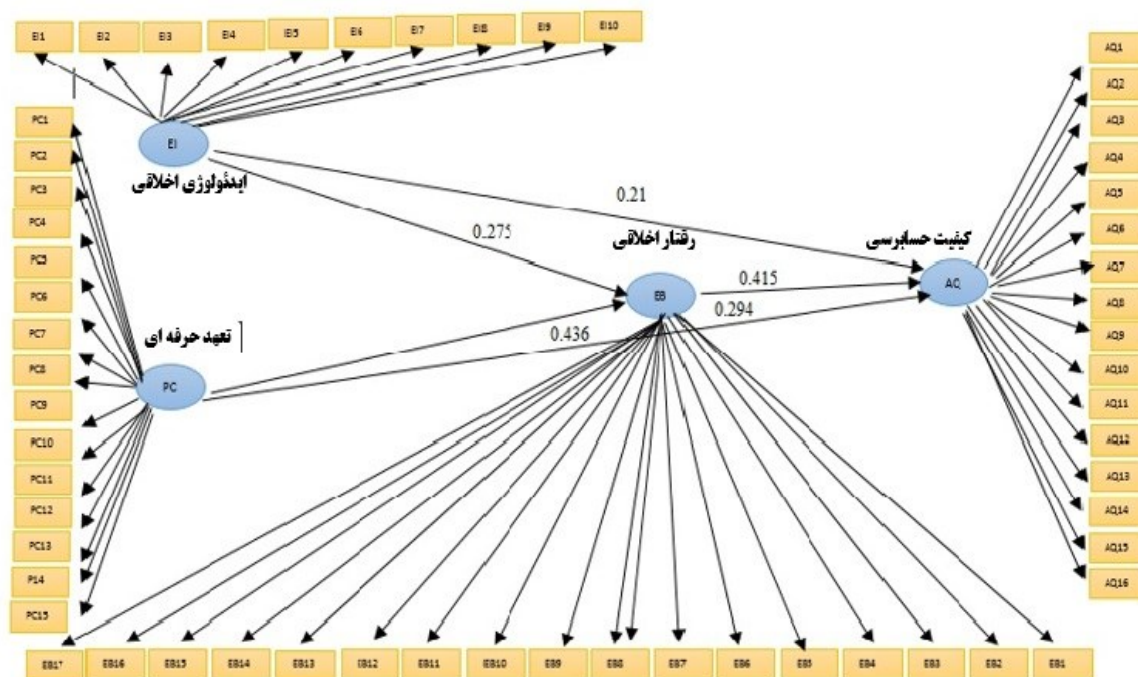 EI1 EI2 EI3 EI4 EI5 EI6 EI7 EI8 EI9 EI10
AQ1
AQ2
AQ3
AQ4
AQ5
AQ6
AQ7
AQ8
AQ9
AQ10
AQ11
AQ12
AQ13
AQ14
AQ15
AQ16
PC1
PC2
PC3
PC4
PC5
PC6
PC7
PC8
PC9
PC10
PC11
PC12
PC13
P14
PC15
EI
ایدئولوژی اخلاقی
0.21
0.275
رفتار اخلاقی
کیفیت حسابرسی
EB
0.415
AQ
0.294
0.436
تعهد حرفه ای
PC
EB17 EB16 EB15 EB14 EB13 EB12 EB11 EB10 EB9 EB8 EB7 EB6 EB5 EB4 EB3 EB2 EB1